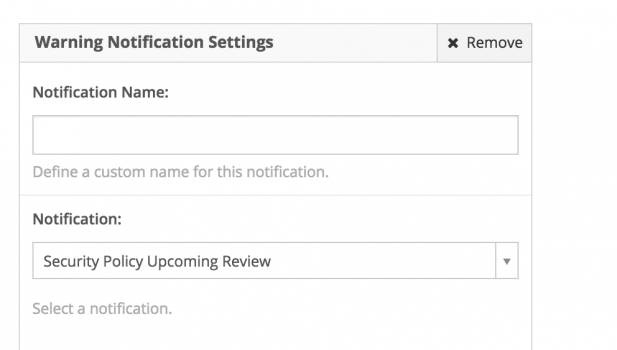 Warning Notification Settings
✖ Remove
Notification Name:
Define a custom name for this notification.
Notification:
Security Policy Upcoming Review
Select a notification.